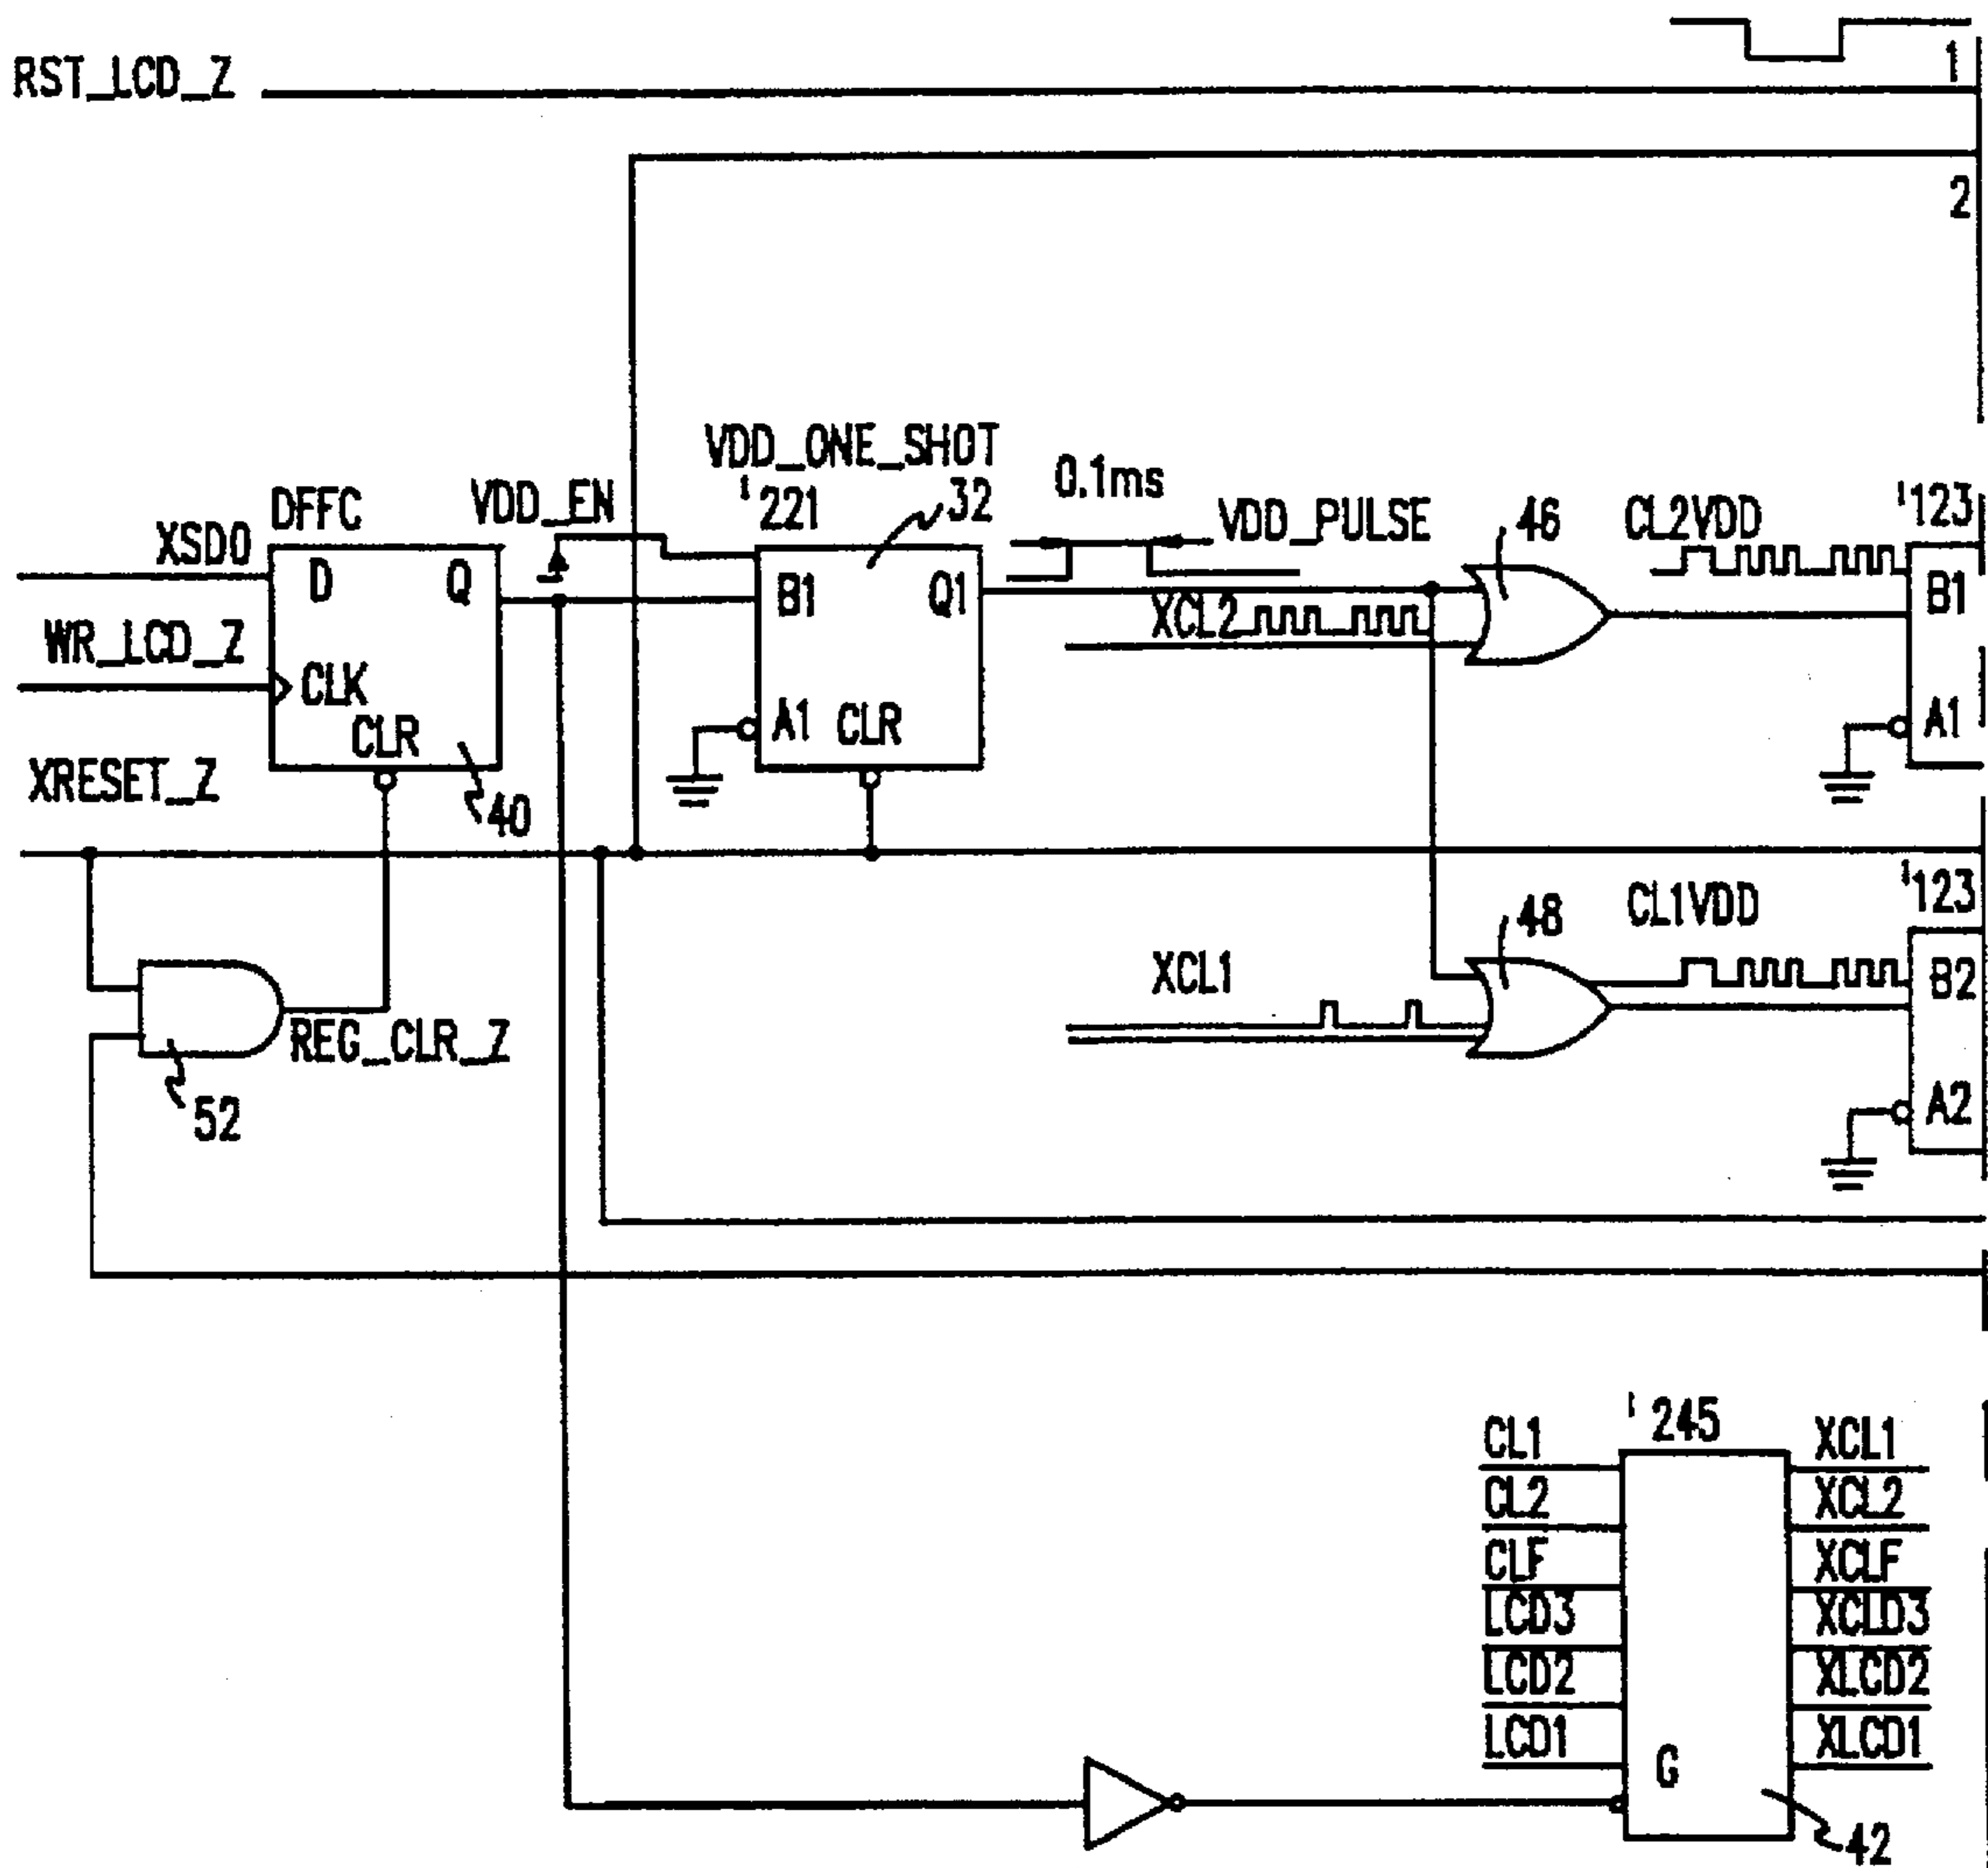 RST_LCD_Z
1
2
VDD_ONE_SHOT
'221
32
0.1ms
VDD_PULSE
VDD_EN
DFFC
XSD0
D
Q
WR_LCD_Z
CLK
CLR
40
XRESET_Z
B1
Q1
A1
CLR
XCL2
46
CL2VDD
'123
B1
A1
52
REG_CLR_Z
XCL1
48
CL1VDD
'123
B2
A2
'245
CL1
XCL1
CL2
XCL2
CLF
XCLF
LCD3
XCLD3
LCD2
XLCD2
LCD1
XLCD1
G
42